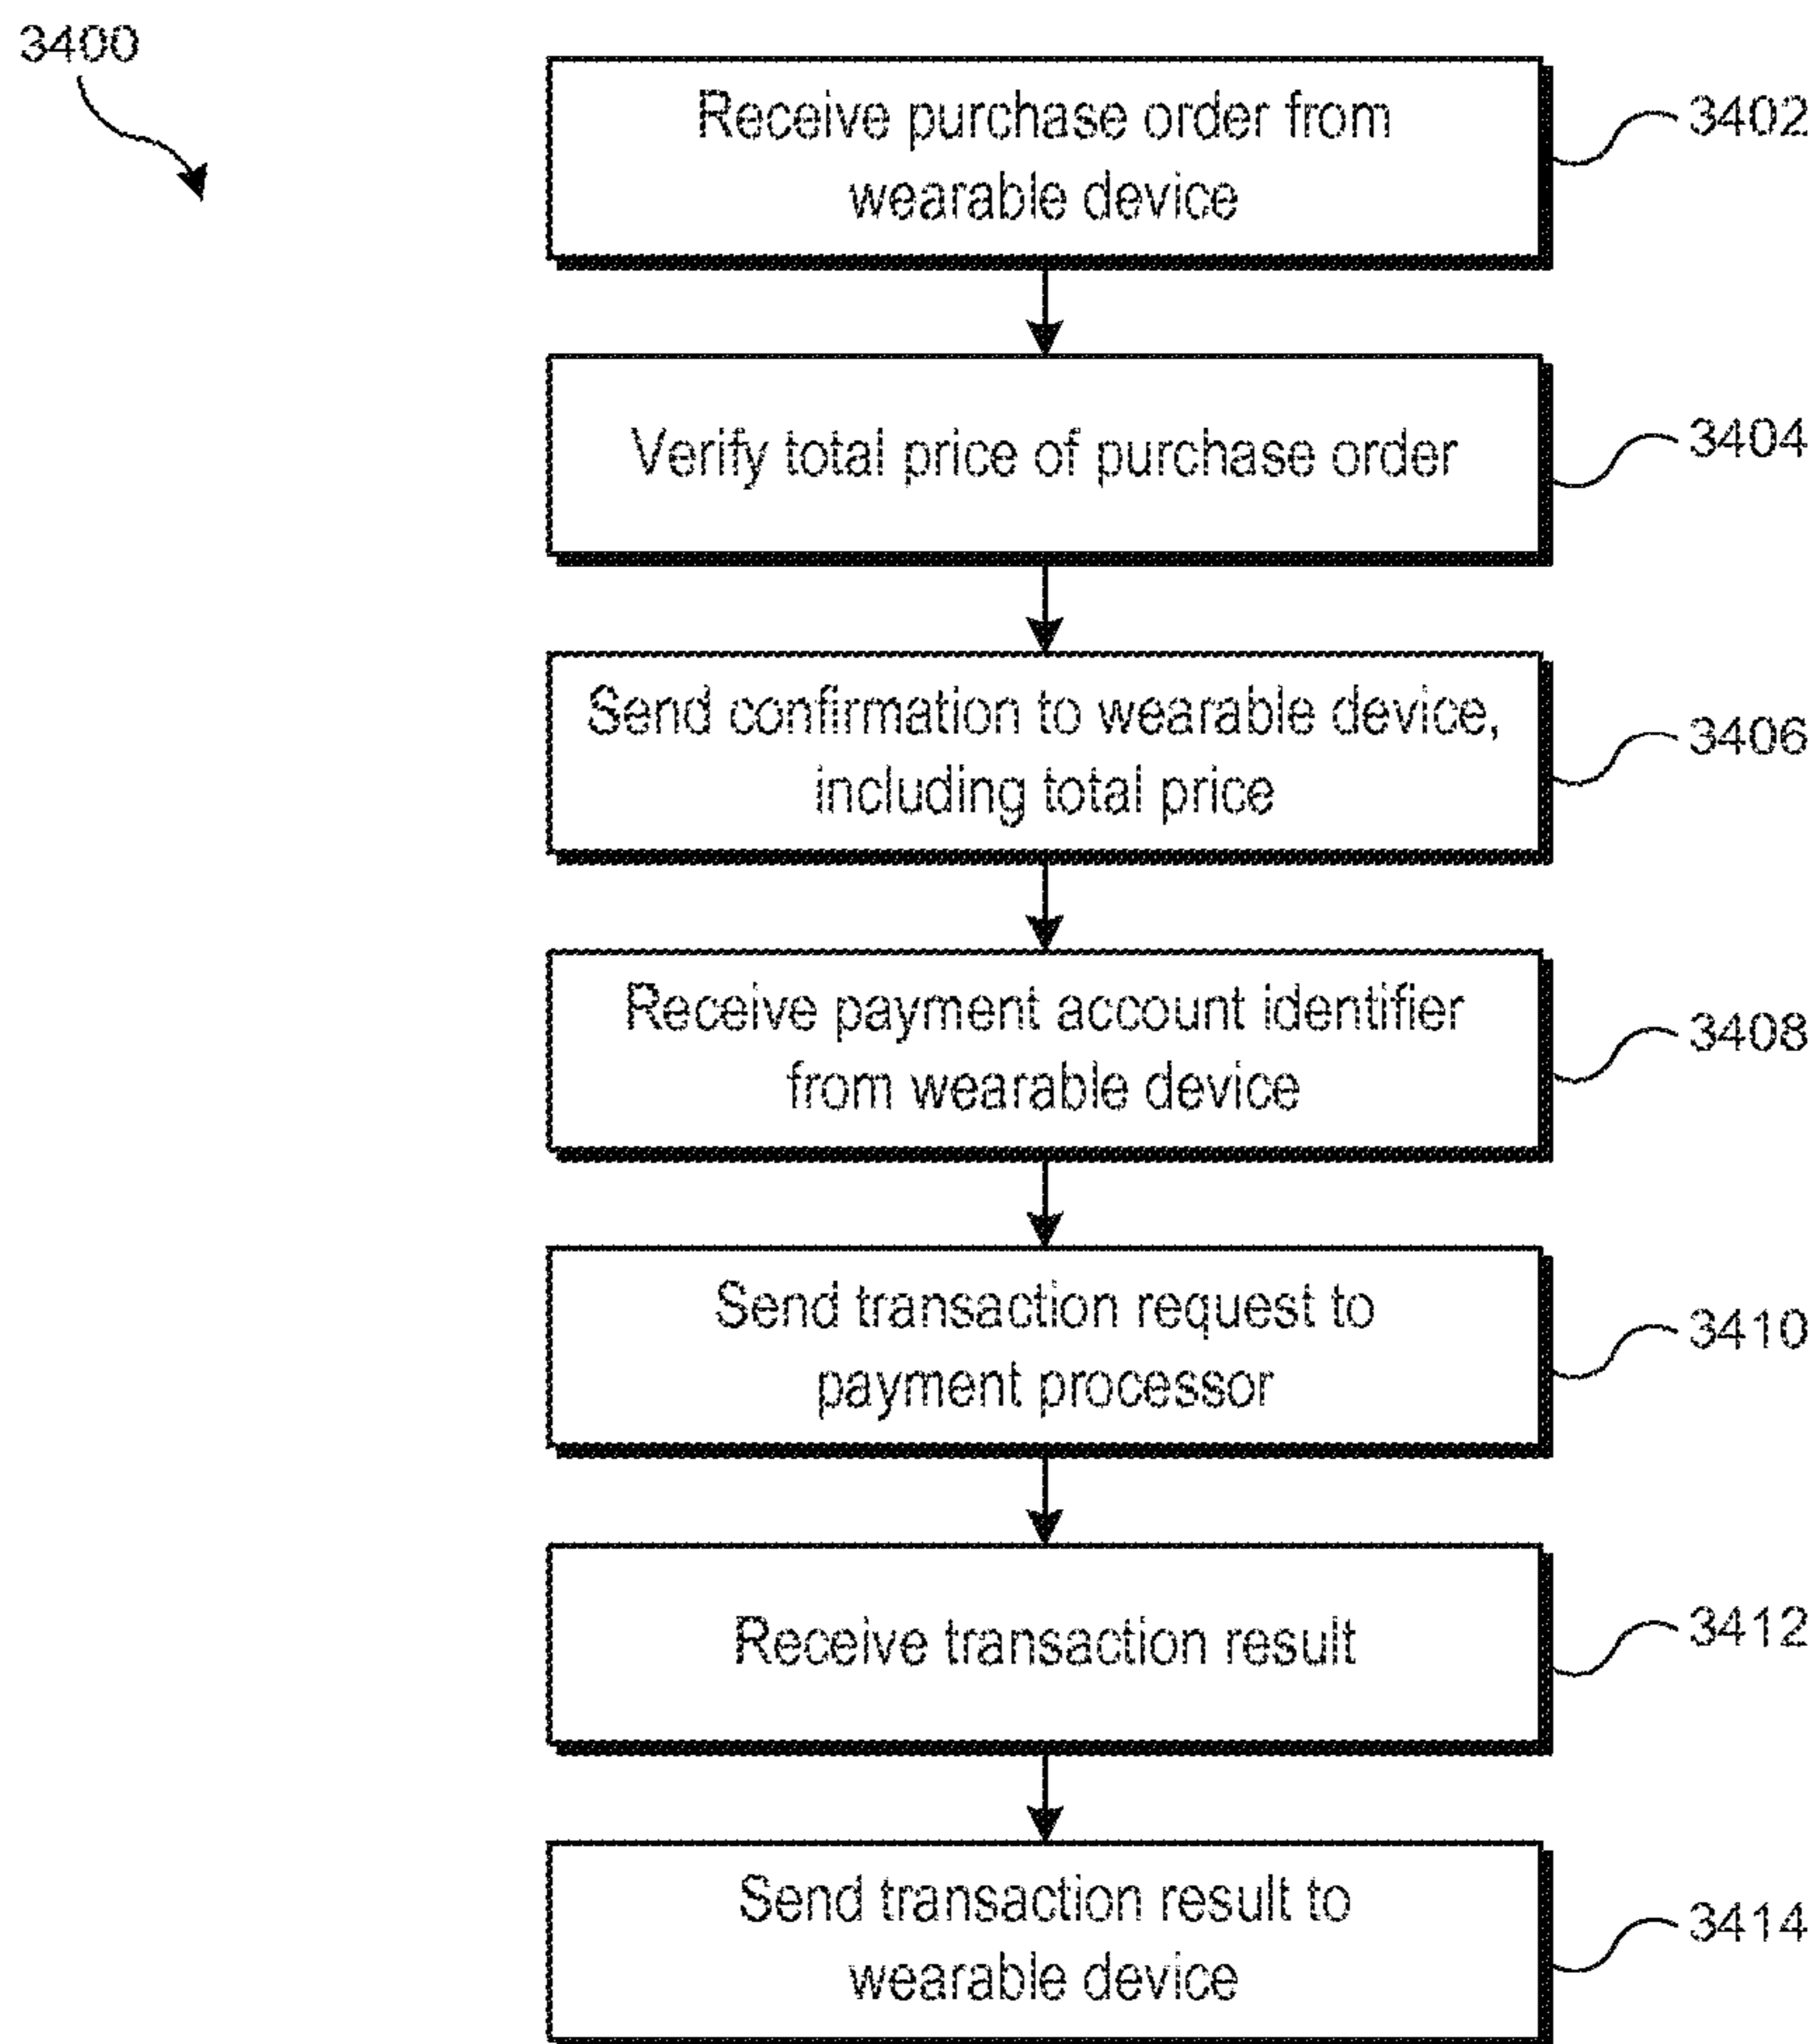 3400
Receive purchase order from
wearable device
3402
Verify total price of purchase order
3404
Send confirmation to wearable device,
including total price
3406
Receive payment account identifier
from wearable device
3408
Send transaction request to
payment processor
3410
Receive transaction result
3412
Send transaction result to
wearable device
3414